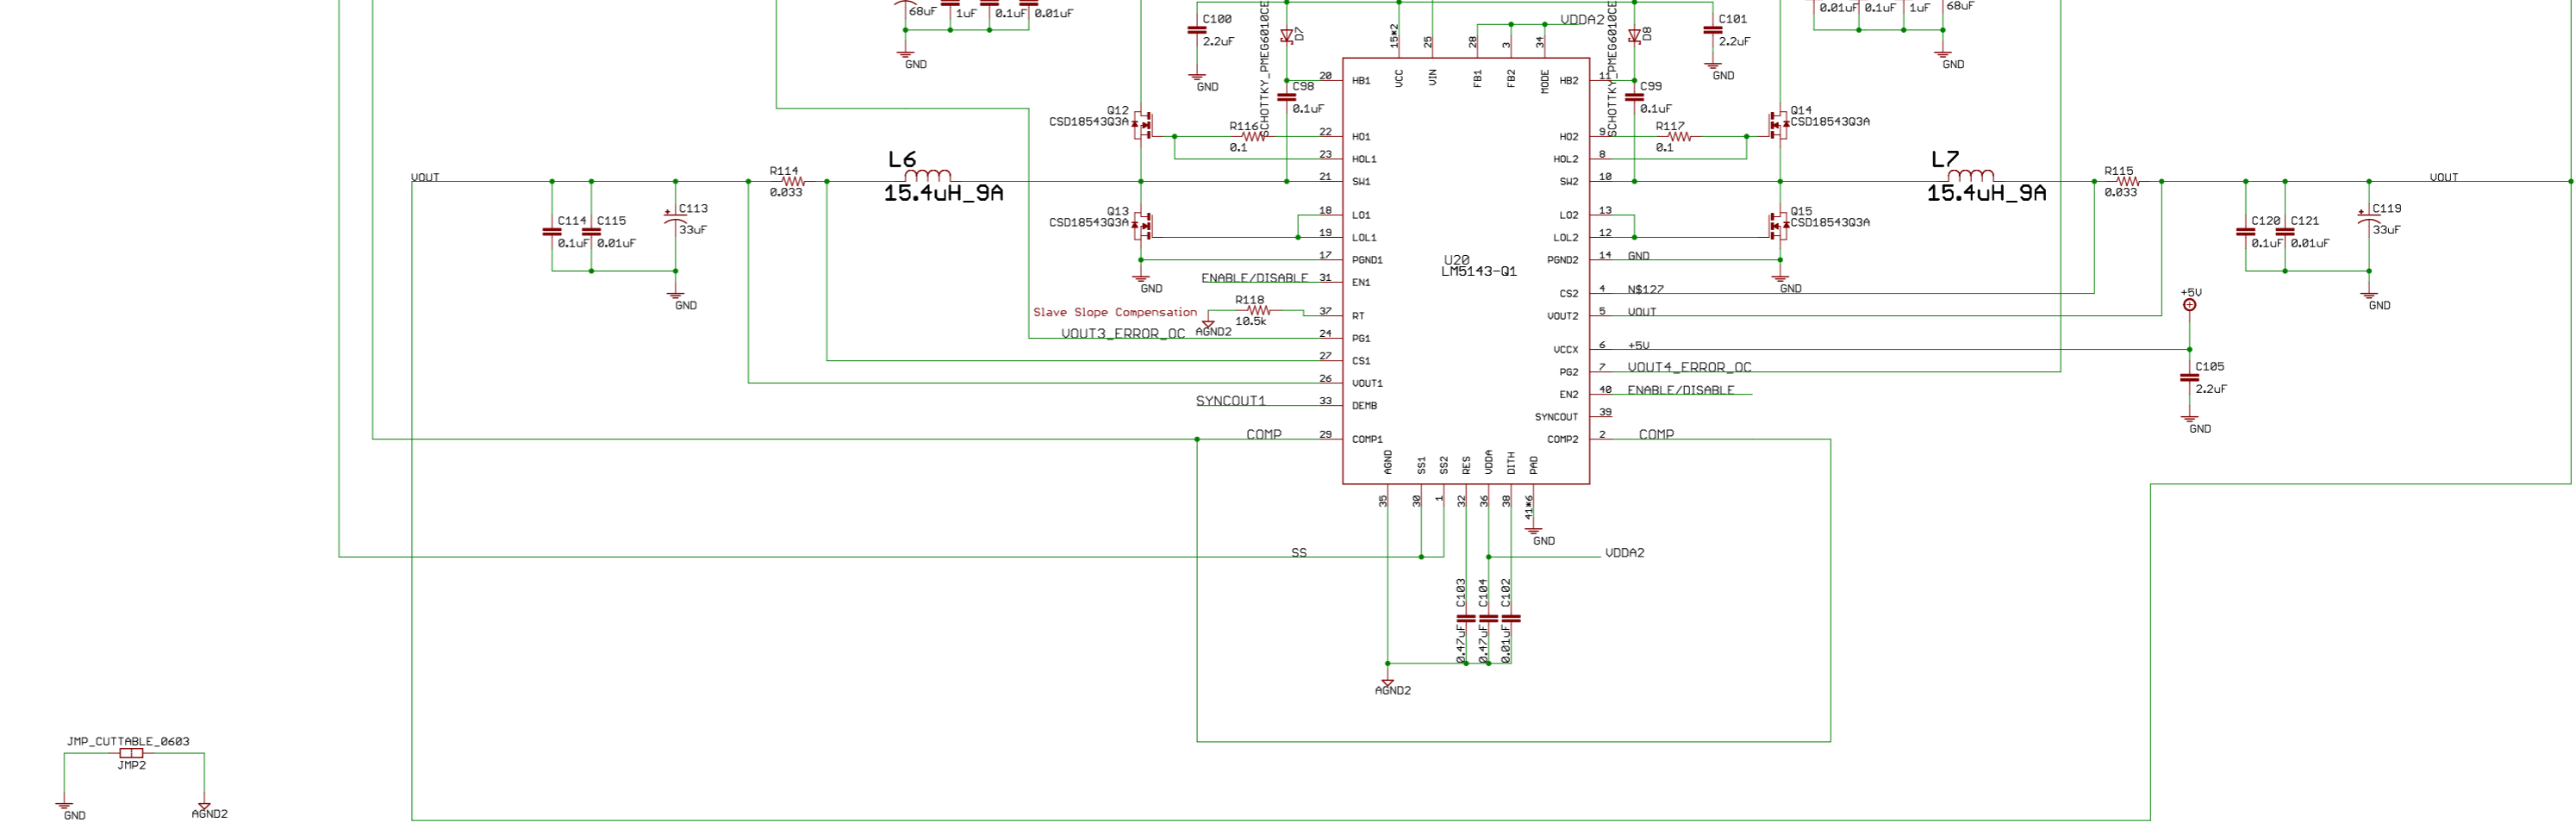 68uF
1uF
0.1uF
0.01uF
GND
C100
2.2uF
GND
SCHOTTKY_PMEG6010CE
D7
15*2
25
28
3
34
VDDA2
SCHOTTKY_PMEG6010CE
D8
C101
2.2uF
GND
0.01uF
0.1uF
1uF
68uF
GND
20
HB1
VCC
VIN
FB1
FB2
MODE
HB2
11
C98
0.1uF
C99
0.1uF
Q12
CSD18543Q3A
R116
0.1
22
HO1
HO2
9
R117
0.1
Q14
CSD18543Q3A
23
HOL1
HOL2
8
VOUT
R114
0.033
L6
15.4uH_9A
21
SW1
SW2
10
L7
15.4uH_9A
R115
0.033
VOUT
C114
0.1uF
C115
0.01uF
C113
33uF
GND
Q13
CSD18543Q3A
18
LO1
LO2
13
Q15
CSD18543Q3A
19
LOL1
LOL2
12
C120
0.1uF
C121
0.01uF
C119
33uF
GND
17
PGND1
U20
LM5143-Q1
PGND2
14
GND
GND
GND
ENABLE/DISABLE
31
EN1
CS2
4
N$127
Slave Slope Compensation
AGND2
R118
10.5k
37
RT
VOUT2
5
VOUT
+5V
VOUT3_ERROR_OC
24
PG1
VCCX
6
+5V
27
CS1
PG2
7
VOUT4_ERROR_OC
C105
2.2uF
GND
26
VOUT1
EN2
40
ENABLE/DISABLE
SYNCOUT1
33
DEMB
SYNCOUT
39
COMP
29
COMP1
COMP2
2
COMP
AGND
SS1
SS2
RES
VDDA
DITH
PAD
35
30
1
32
36
38
41*6
GND
SS
VDDA2
C103
0.47uF
C104
0.47uF
C102
0.01uF
AGND2
JMP_CUTTABLE_0603
JMP2
GND
AGND2